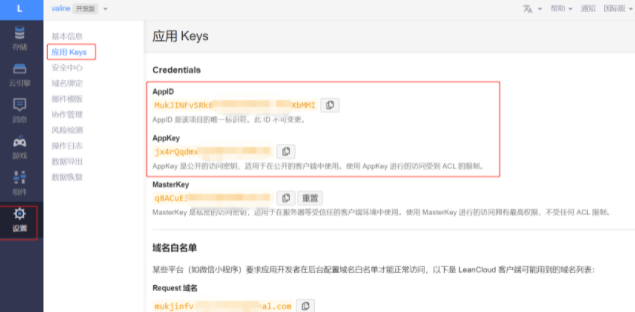 L
valine 开发版
帮助
通知
国际版
存储
云引擎
消息
游戏
组件
设置
基本信息
应用 Keys
安全中心
域名绑定
邮件模版
协作管理
风险检测
操作日志
数据导出
数据恢复
应用 Keys
Credentials
AppID
MukJINFvSRk XbMMI
AppID 是该项目的唯一标识符。此 ID 不可变更。
AppKey
jx4rQqdm
AppKey 是公开的访问密钥，适用于在公开的客户端中使用。使用 AppKey 进行的访问受到 ACL 的限制。
MasterKey
q8ACuE 重置
MasterKey 是私密的访问密钥，适用于在服务器等受信任的客户端环境中使用。使用 MasterKey 进行的访问拥有最高权限，不受任何 ACL 限制。
域名白名单
某些平台（如微信小程序）要求应用开发者在后台配置域名白名单才能正常访问，以下是 LeanCloud 客户端可能用到的域名列表：
Request 域名
mukjinfv al.com